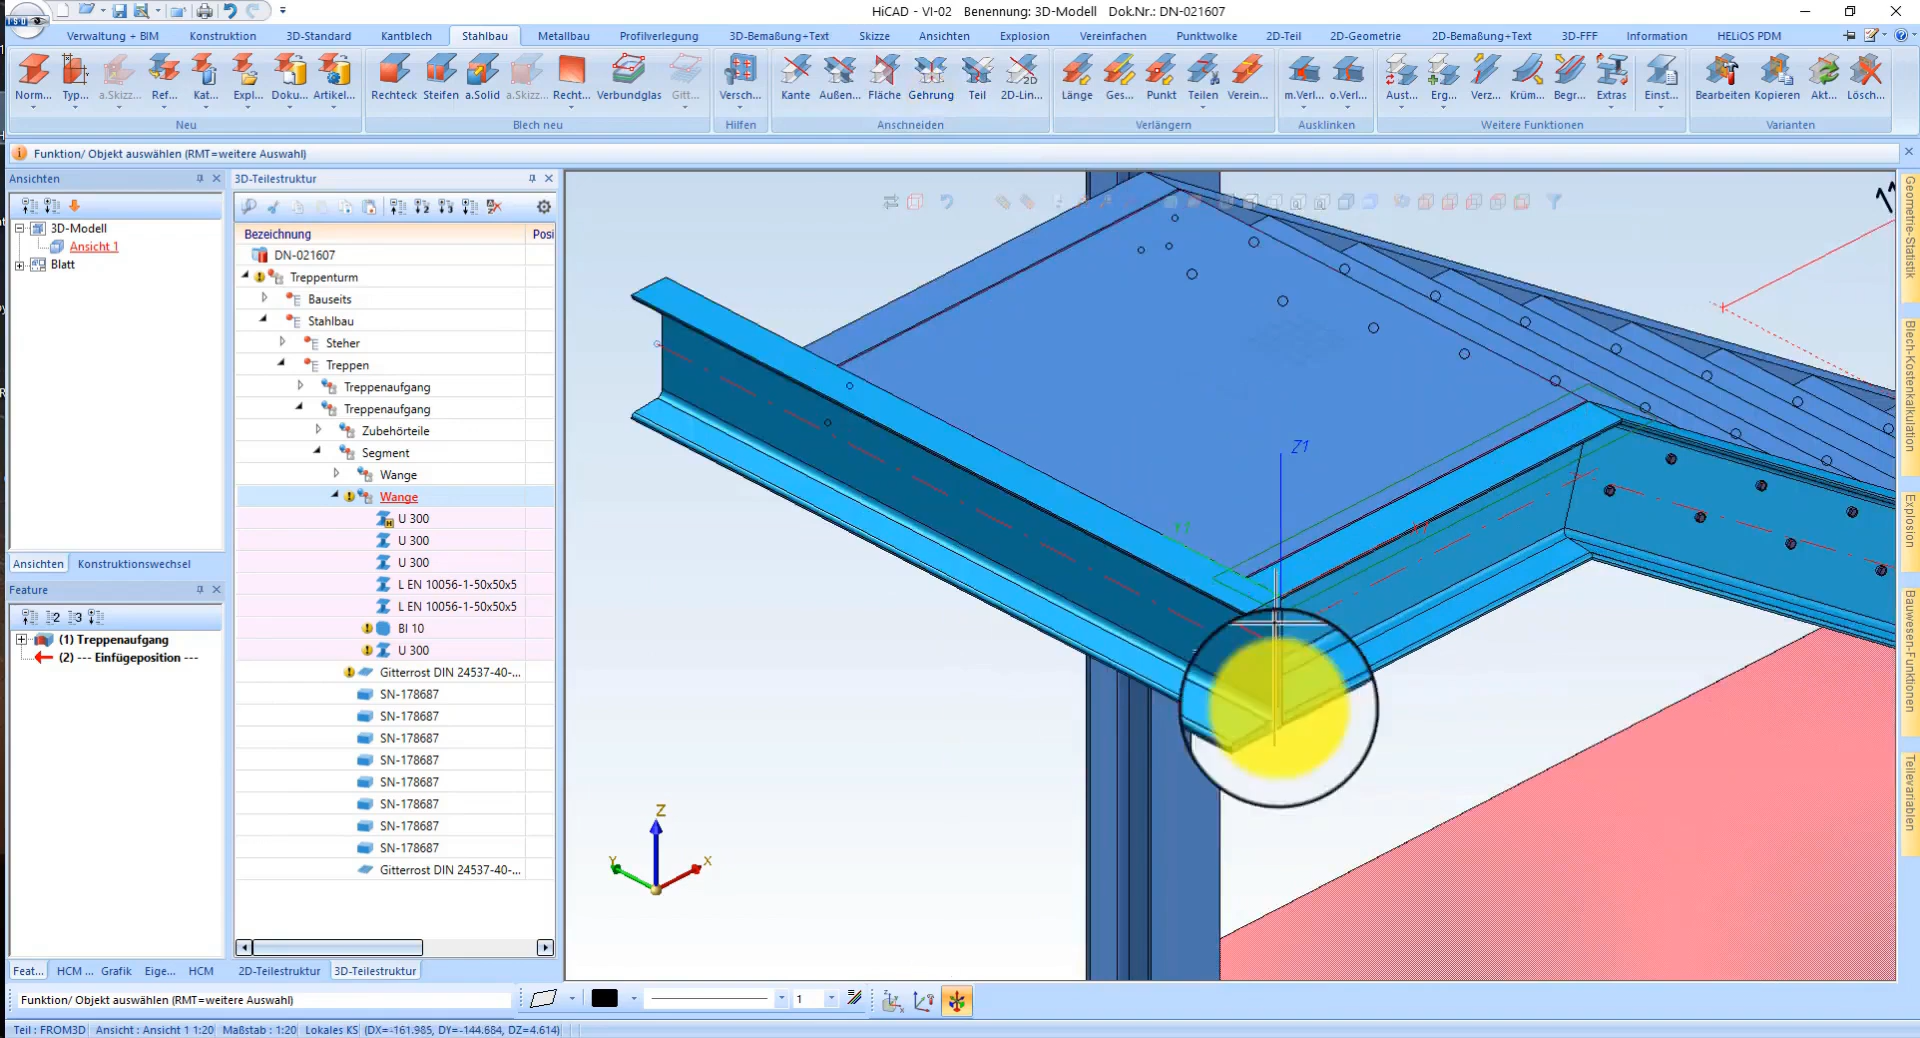 HiCAD - VI-02 Benennung: 3D-Modell Dok.Nr.: DN-021607
ISD
Verwaltung + BIM Konstruktion 3D-Standard Kantblech Stahlbau Metallbau Profilverlegung 3D-Bemaßung+Text Skizze Ansichten Explosion Vereinfachen Punktwolke 2D-Teil 2D-Geometrie 2D-Bemaßung+Text 3D-FFF Information HELiOS PDM
Norm... Typ... a.Skizz... Ref... Kat... Expl... Doku... Artikel... Rechteck Steifen a.Solid a.Skizz... Recht... Verbundglas Gitt... Versch... Kante Außen... Fläche Gehrung Teil 2D-Lin... Länge Ges... Punkt Teilen Verein... m.Verl... o.Verl... Aust... Erg... Verz... Krüm... Begr... Extras Einst... Bearbeiten Kopieren Akt... Lösch...
Neu Blech neu Hilfen Anschneiden Verlängern Ausklinken Weitere Funktionen Varianten
Funktion/ Objekt auswählen (RMT=weitere Auswahl)
Ansichten
3D-Modell
Ansicht 1
Blatt
Ansichten Konstruktionswechsel
Feature
(1) Treppenaufgang
(2) --- Einfügeposition ---
Feat... HCM ... Grafik Eige... HCM
3D-Teilestruktur
Bezeichnung Posi
DN-021607
Treppenturm
Bauseits
Stahlbau
Steher
Treppen
Treppenaufgang
Treppenaufgang
Zubehörteile
Segment
Wange
Wange
U 300
U 300
U 300
L EN 10056-1-50x50x5
L EN 10056-1-50x50x5
Bl 10
U 300
Gitterrost DIN 24537-40-...
SN-178687
SN-178687
SN-178687
SN-178687
SN-178687
SN-178687
SN-178687
SN-178687
Gitterrost DIN 24537-40-...
2D-Teilestruktur 3D-Teilestruktur
Z1
Y1
Z
Y
X
Geometrie-Statistik
Blech-Kostenkalkulation
Explosion
Bauwesen-Funktionen
Teilevariablen
Funktion/ Objekt auswählen (RMT=weitere Auswahl)
1
Teil : FROM3D Ansicht : Ansicht 1 1:20 Maßstab : 1:20 Lokales KS (DX=-161.985, DY=-144.684, DZ=4.614)